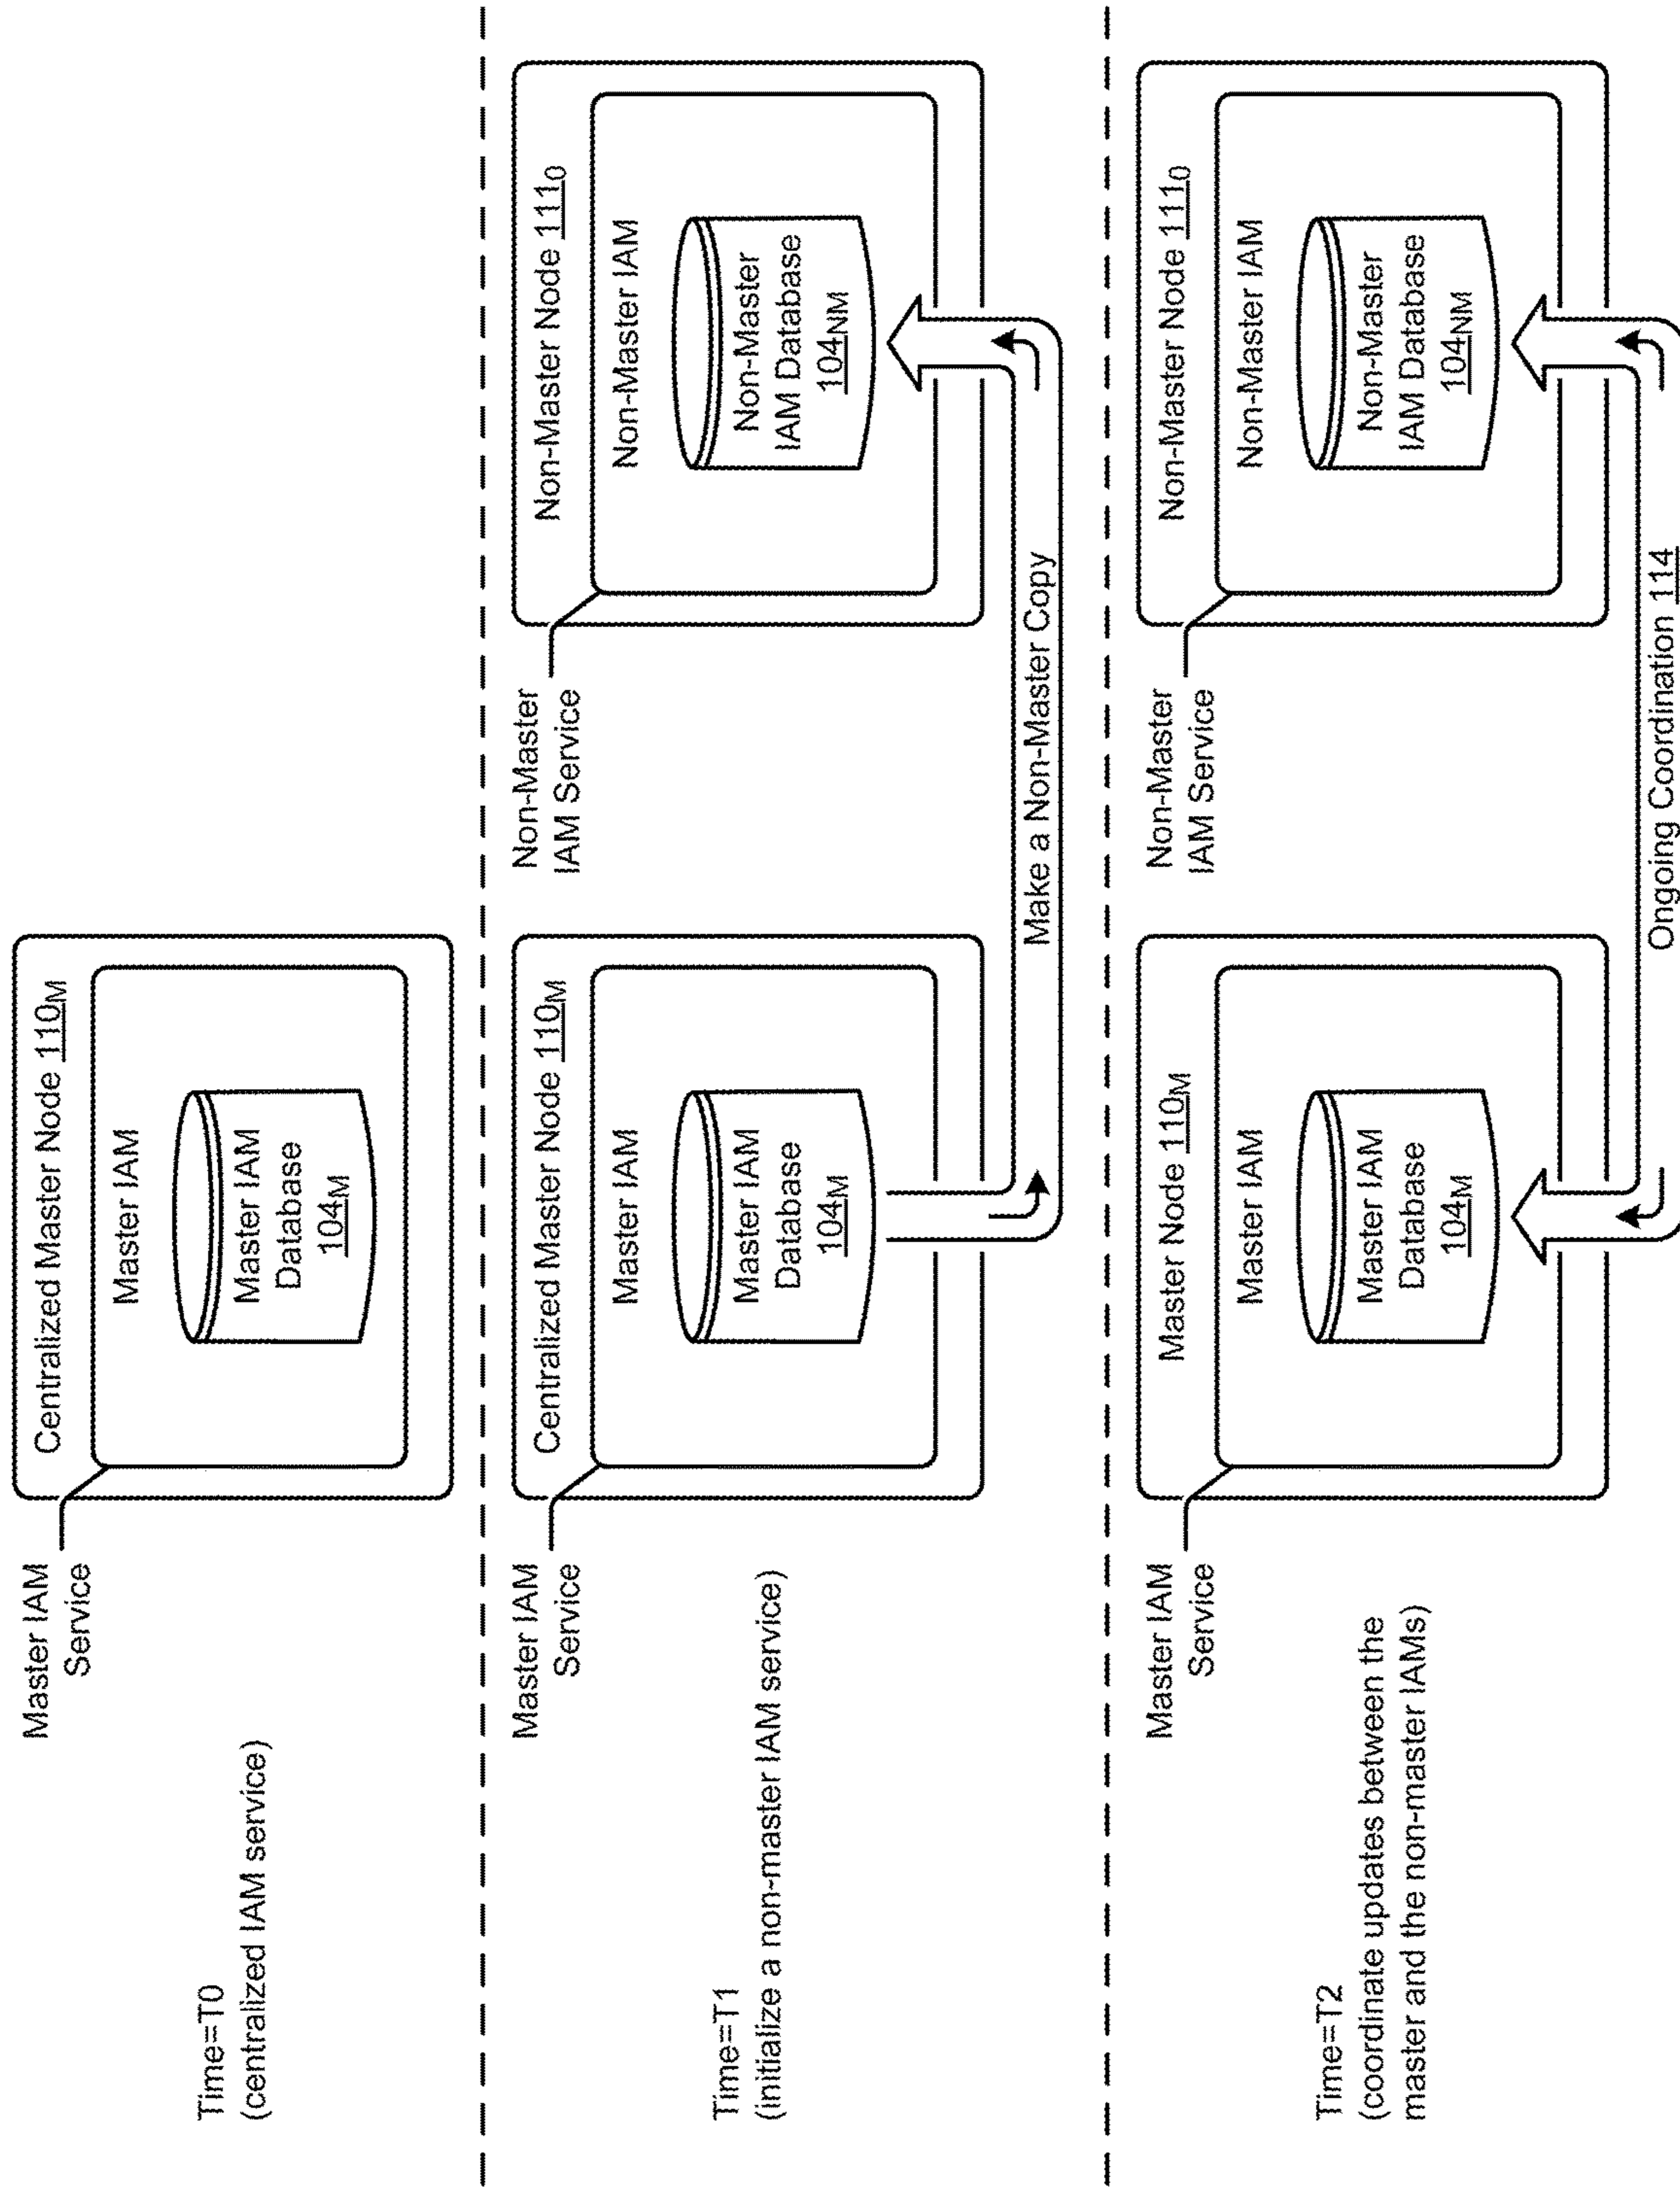 Time=T0
(centralized IAM service)
Master IAM
Service
Centralized Master Node 110M
Master IAM
Master IAM
Database
104M
Time=T1
(initialize a non-master IAM service)
Master IAM
Service
Centralized Master Node 110M
Master IAM
Master IAM
Database
104M
Non-Master
IAM Service
Non-Master Node 1110
Non-Master IAM
Non-Master
IAM Database
104NM
Make a Non-Master Copy
Time=T2
(coordinate updates between the
master and the non-master IAMs)
Master IAM
Service
Master Node 110M
Master IAM
Master IAM
Database
104M
Non-Master
IAM Service
Non-Master Node 1110
Non-Master IAM
Non-Master
IAM Database
104NM
Ongoing Coordination 114